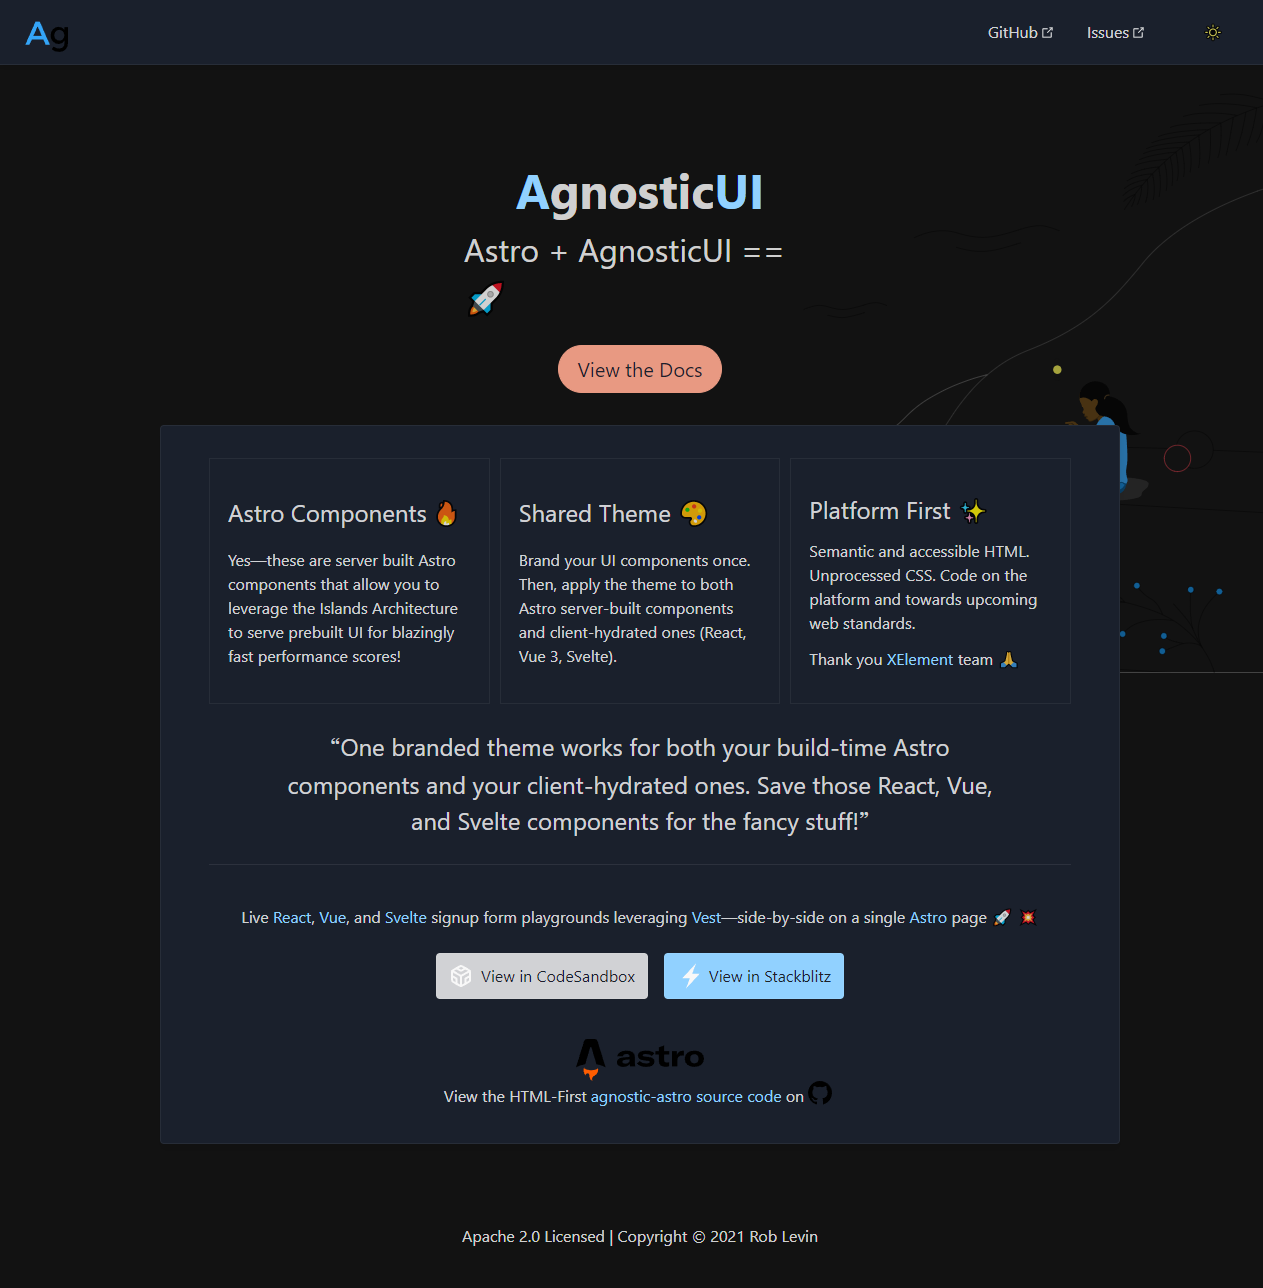 Ag
GitHub
Issues
AgnosticUI
Astro + AgnosticUI ==
🚀
View the Docs
Astro Components 🔥
Yes—these are server built Astro
components that allow you to
leverage the Islands Architecture
to serve prebuilt UI for blazingly
fast performance scores!
Shared Theme 🎨
Brand your UI components once.
Then, apply the theme to both
Astro server-built components
and client-hydrated ones (React,
Vue 3, Svelte).
Platform First ✨
Semantic and accessible HTML.
Unprocessed CSS. Code on the
platform and towards upcoming
web standards.
Thank you XElement team 🙏
“One branded theme works for both your build-time Astro
components and your client-hydrated ones. Save those React, Vue,
and Svelte components for the fancy stuff!”
Live React, Vue, and Svelte signup form playgrounds leveraging Vest—side-by-side on a single Astro page 🚀 💥
View in CodeSandbox
View in Stackblitz
astro
View the HTML-First agnostic-astro source code on
Apache 2.0 Licensed | Copyright © 2021 Rob Levin